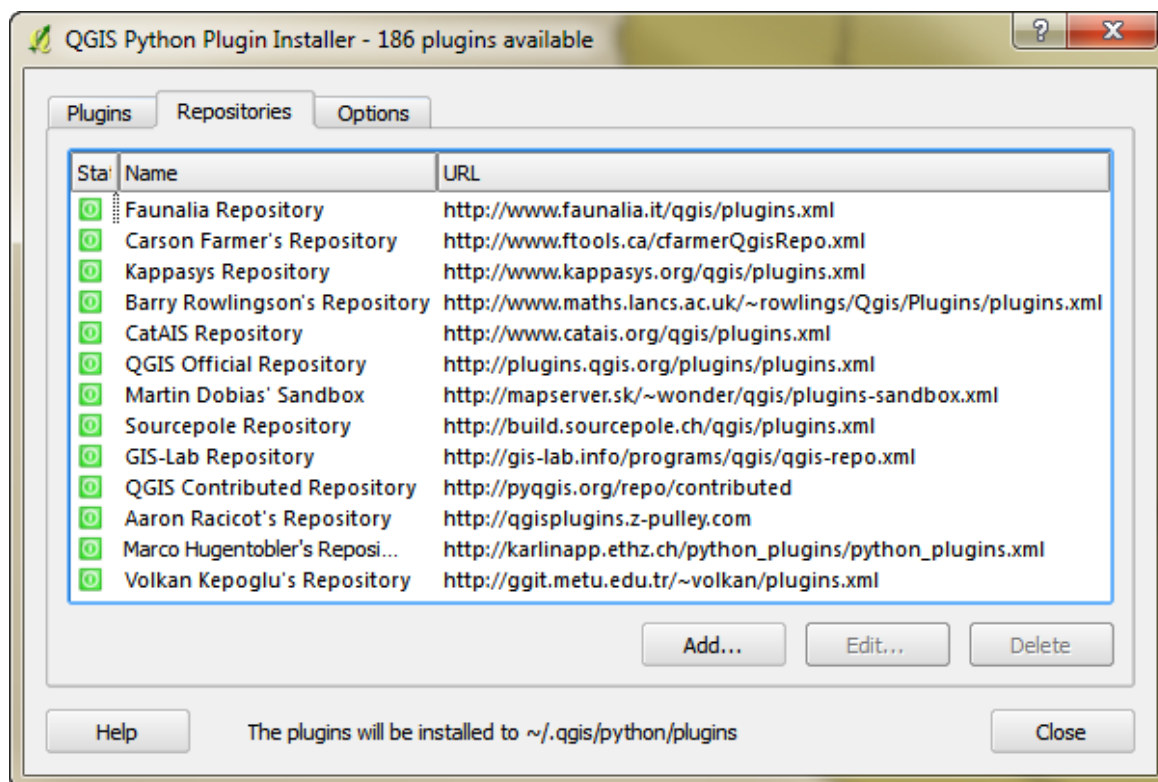 QGIS Python Plugin Installer - 186 plugins available
?
Plugins Repositories Options
Stat Name URL
Faunalia Repository http://www.faunalia.it/qgis/plugins.xml
Carson Farmer's Repository http://www.ftools.ca/cfarmerQgisRepo.xml
Kappasys Repository http://www.kappasys.org/qgis/plugins.xml
Barry Rowlingson's Repository http://www.maths.lancs.ac.uk/~rowlings/Qgis/Plugins/plugins.xml
CatAIS Repository http://www.catais.org/qgis/plugins.xml
QGIS Official Repository http://plugins.qgis.org/plugins/plugins.xml
Martin Dobias' Sandbox http://mapserver.sk/~wonder/qgis/plugins-sandbox.xml
Sourcepole Repository http://build.sourcepole.ch/qgis/plugins.xml
GIS-Lab Repository http://gis-lab.info/programs/qgis/qgis-repo.xml
QGIS Contributed Repository http://pyqgis.org/repo/contributed
Aaron Racicot's Repository http://qgisplugins.z-pulley.com
Marco Hugentobler's Reposi... http://karlinapp.ethz.ch/python_plugins/python_plugins.xml
Volkan Kepoglu's Repository http://ggit.metu.edu.tr/~volkan/plugins.xml
Add... Edit... Delete
Help The plugins will be installed to ~/.qgis/python/plugins Close